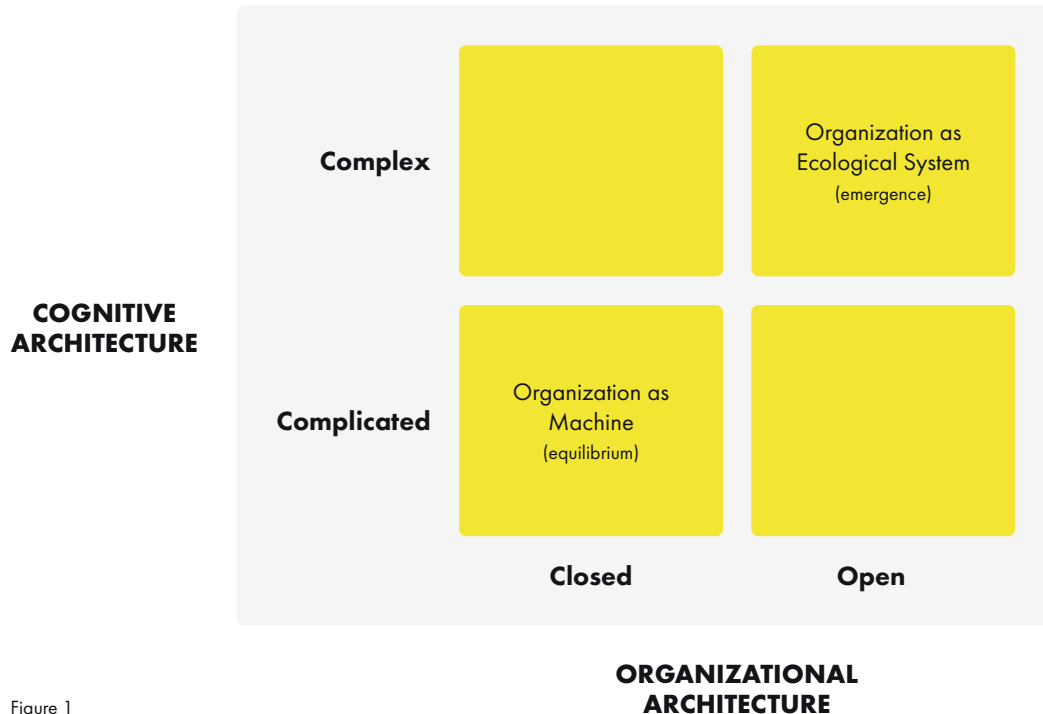 Complex
Organization as
Ecological System
(emergence)
COGNITIVE
ARCHITECTURE
Complicated
Organization as
Machine
(equilibrium)
Closed
Open
ORGANIZATIONAL
ARCHITECTURE
Figure 1